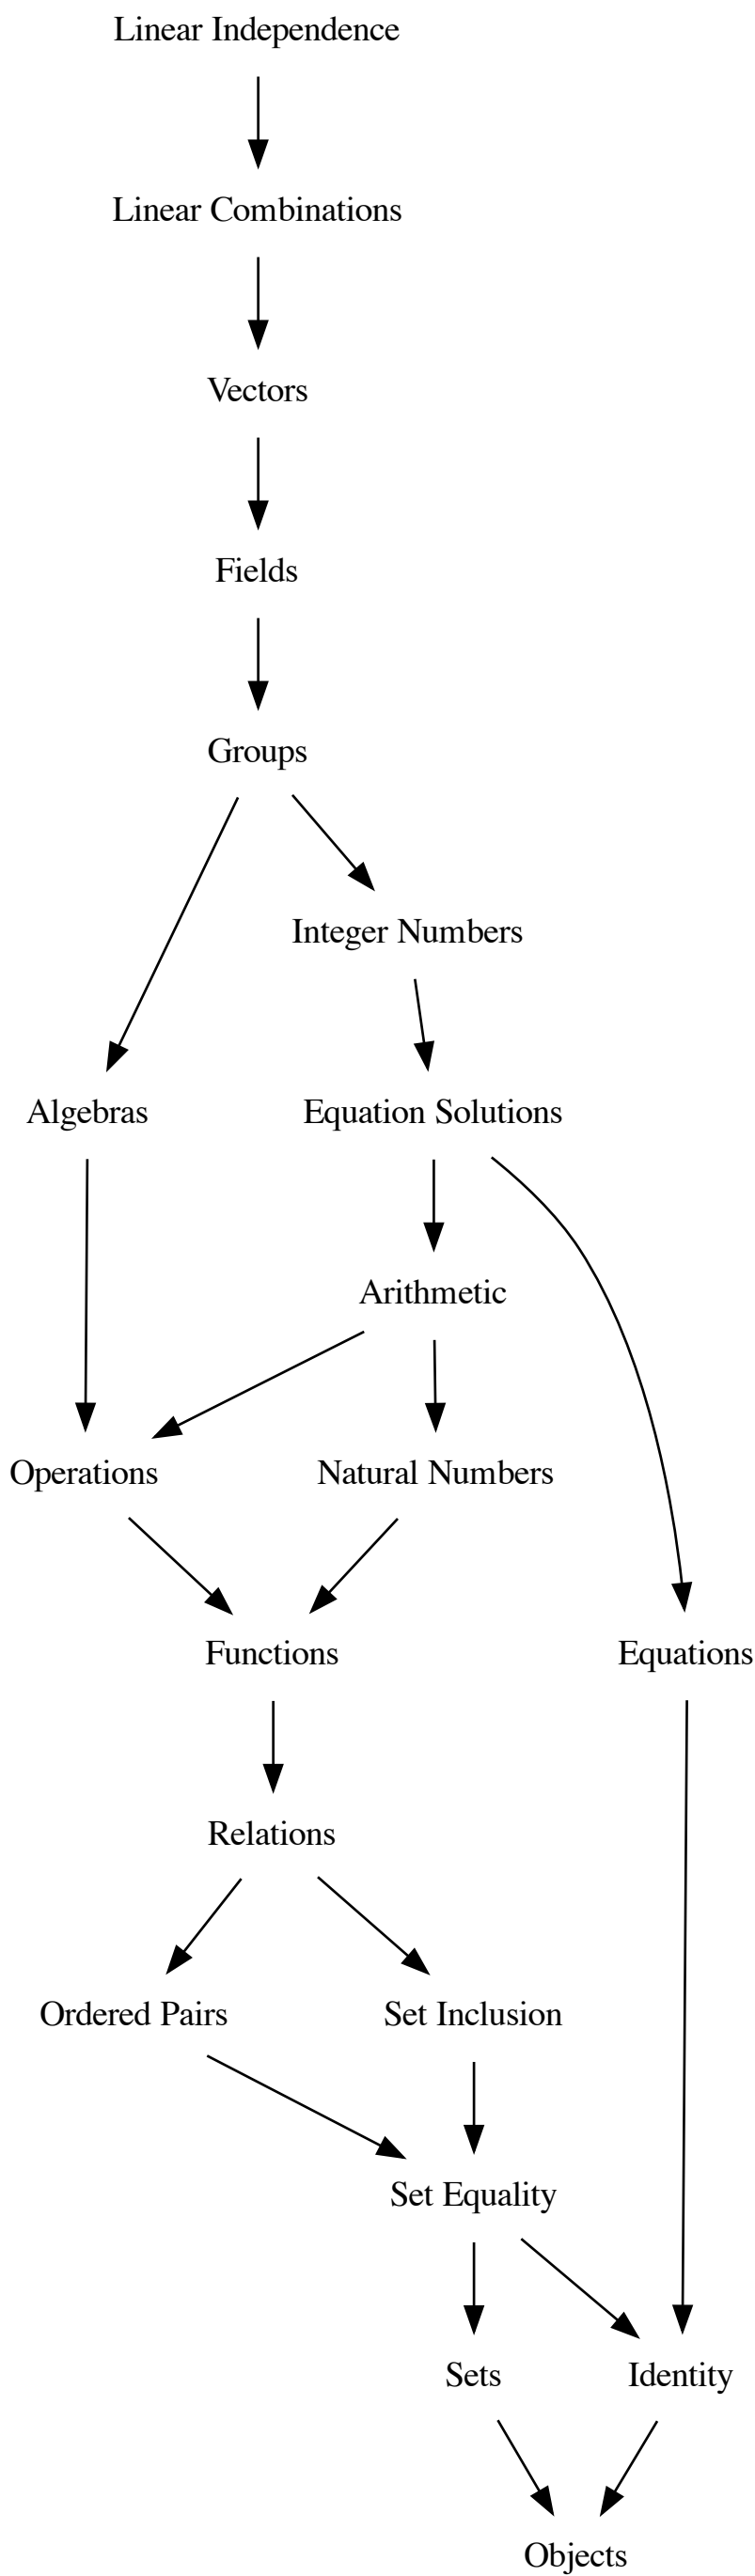 Linear Independence
Linear Combinations
Vectors
Fields
Groups
Integer Numbers
Algebras
Equation Solutions
Arithmetic
Operations
Natural Numbers
Functions
Equations
Relations
Ordered Pairs
Set Inclusion
Set Equality
Sets
Identity
Objects